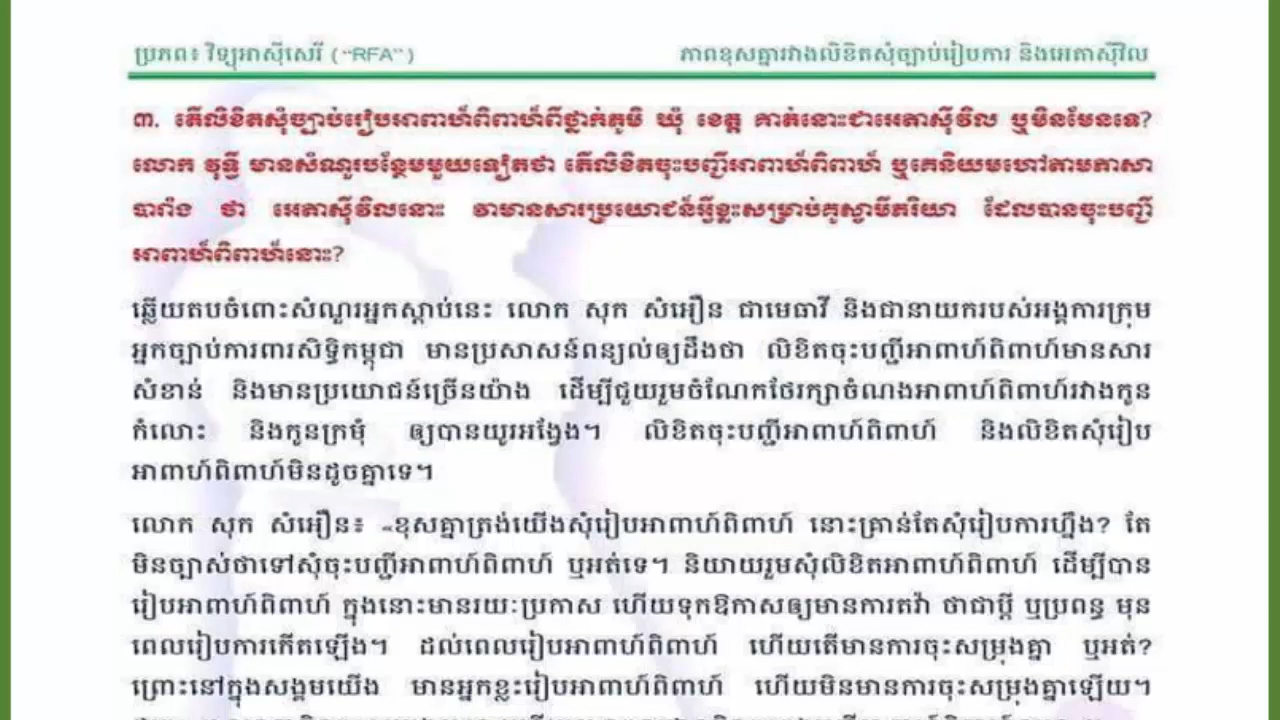 ប្រភព៖ វិទ្យុអាស៊ីសេរី (“RFA”) ភាពខុសគ្នារវាងលិខិតសុំច្បាប់រៀបការ និងអេតាស៊ីវិល
៣. តើលិខិតសុំច្បាប់រៀបអាពាហ៍ពិពាហ៍ពីថ្នាក់ភូមិ ឃុំ ខេត្ត គាត់នោះជាអេតាស៊ីវិល ឬមិនមែនទេ?
លោក វុទ្ធី មានសំណួរបន្ថែមមួយទៀតថា តើលិខិតចុះបញ្ជីអាពាហ៍ពិពាហ៍ ឬគេនិយមហៅតាមភាសា
បារាំង ថា អេតាស៊ីវិលនោះ វាមានសារប្រយោជន៍អ្វីខ្លះសម្រាប់គូស្វាមីភរិយា ដែលបានចុះបញ្ជី
អាពាហ៍ពិពាហ៍នោះ?
ឆ្លើយតបចំពោះសំណួរអ្នកស្តាប់នេះ លោក សុក សំអឿន ជាមេធាវី និងជានាយករបស់អង្គការក្រុម
អ្នកច្បាប់ការពារសិទ្ធិកម្ពុជា មានប្រសាសន៍ពន្យល់ឲ្យដឹងថា លិខិតចុះបញ្ជីអាពាហ៍ពិពាហ៍មានសារ
សំខាន់ និងមានប្រយោជន៍ច្រើនយ៉ាង ដើម្បីជួយរួមចំណែកថែរក្សាចំណងអាពាហ៍ពិពាហ៍រវាងកូន
កំលោះ និងកូនក្រមុំ ឲ្យបានយូរអង្វែង។ លិខិតចុះបញ្ជីអាពាហ៍ពិពាហ៍ និងលិខិតសុំរៀប
អាពាហ៍ពិពាហ៍មិនដូចគ្នាទេ។
លោក សុក សំអឿន៖ «ខុសគ្នាត្រង់យើងសុំរៀបអាពាហ៍ពិពាហ៍ នោះគ្រាន់តែសុំរៀបការហ្នឹង? តែ
មិនច្បាស់ថាទៅសុំចុះបញ្ជីអាពាហ៍ពិពាហ៍ ឬអត់ទេ។ និយាយរួមសុំលិខិតអាពាហ៍ពិពាហ៍ ដើម្បីបាន
រៀបអាពាហ៍ពិពាហ៍ ក្នុងនោះមានរយៈប្រកាស ហើយទុកឱកាសឲ្យមានការតវ៉ា ថាជាប្តី ឬប្រពន្ធ មុន
ពេលរៀបការកើតឡើង។ ដល់ពេលរៀបអាពាហ៍ពិពាហ៍ ហើយតើមានការចុះសម្រុងគ្នា ឬអត់?
ព្រោះនៅក្នុងសង្គមយើង មានអ្នកខ្លះរៀបអាពាហ៍ពិពាហ៍ ហើយមិនមានការចុះសម្រុងគ្នាឡើយ។